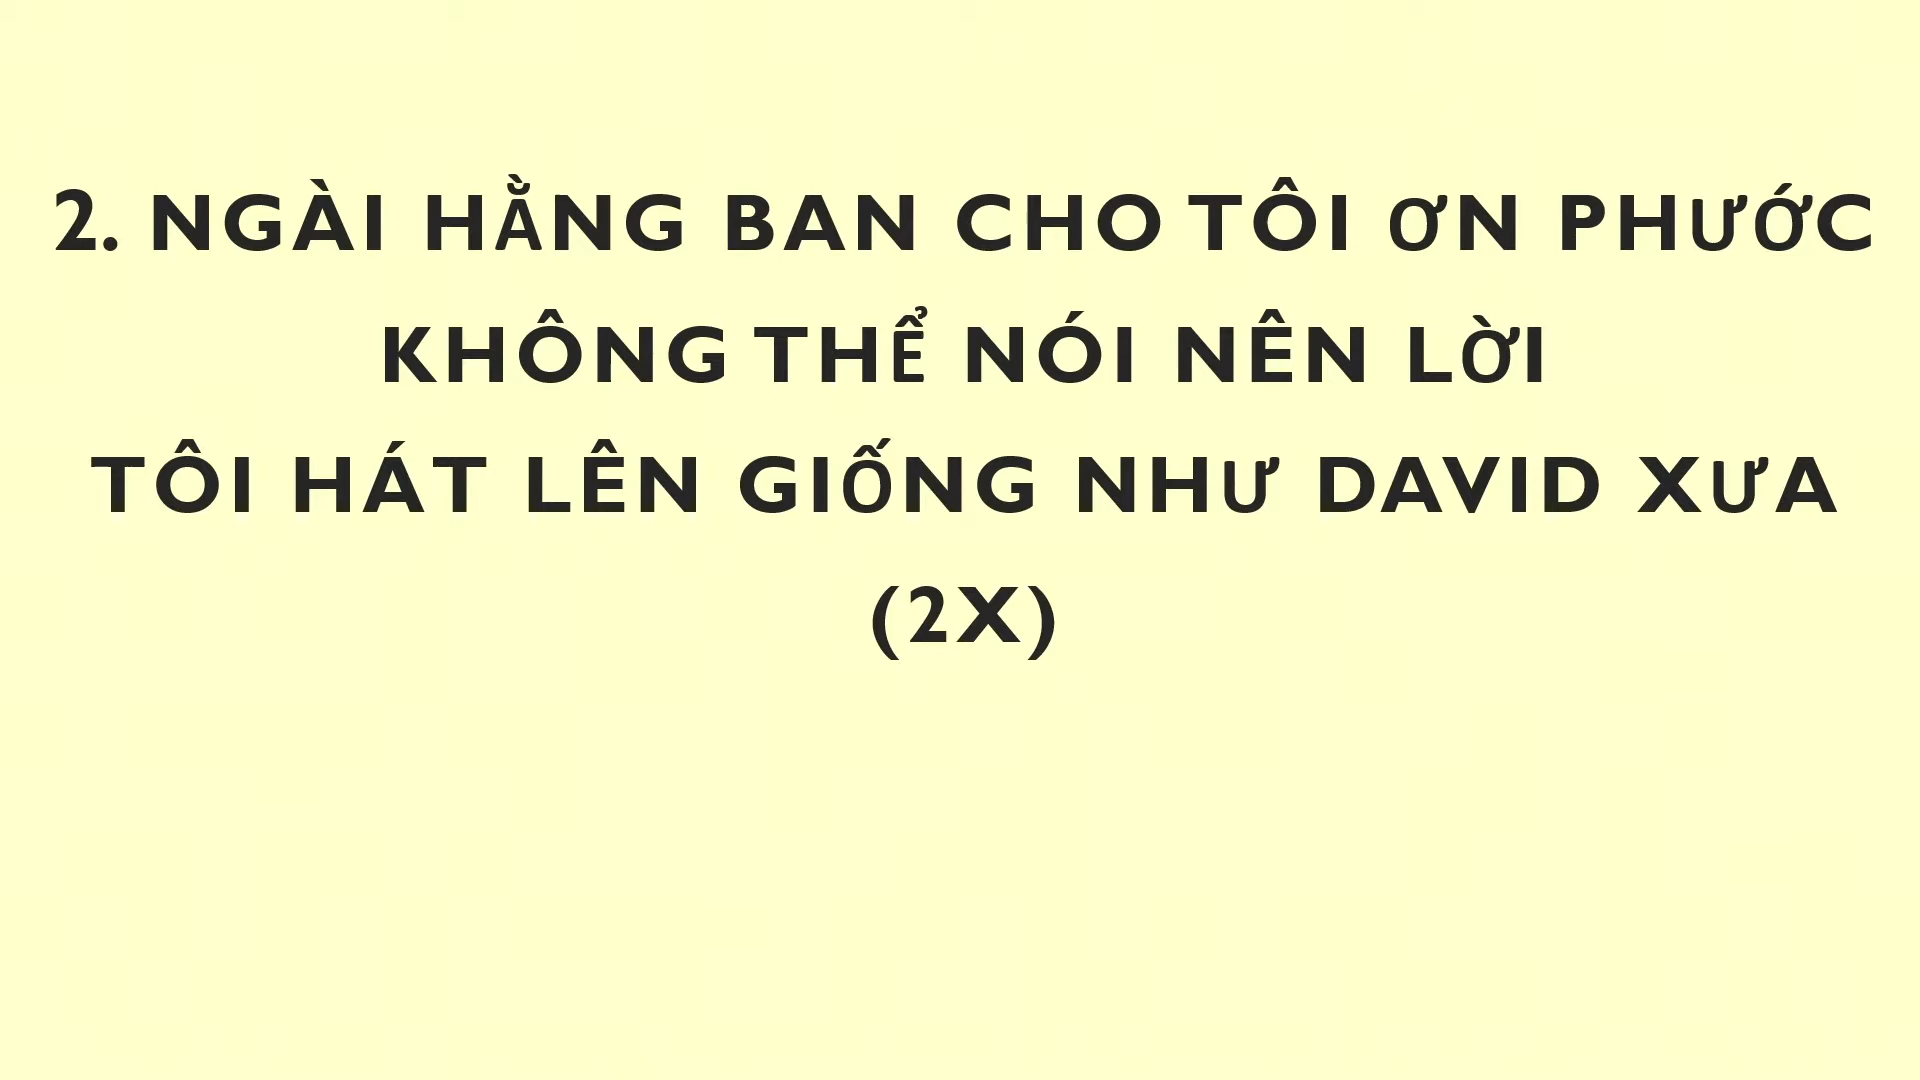 2. NGÀI HẰNG BAN CHO TÔI ƠN PHƯỚC
KHÔNG THỂ NÓI NÊN LỜI
TÔI HÁT LÊN GIỐNG NHƯ DAVID XƯA
(2X)